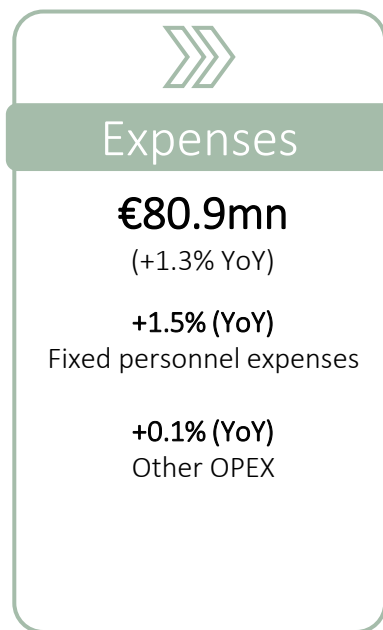 Expenses
€80.9mn
(+1.3% YoY)
+1.5% (YoY)
Fixed personnel expenses
+0.1% (YoY)
Other OPEX